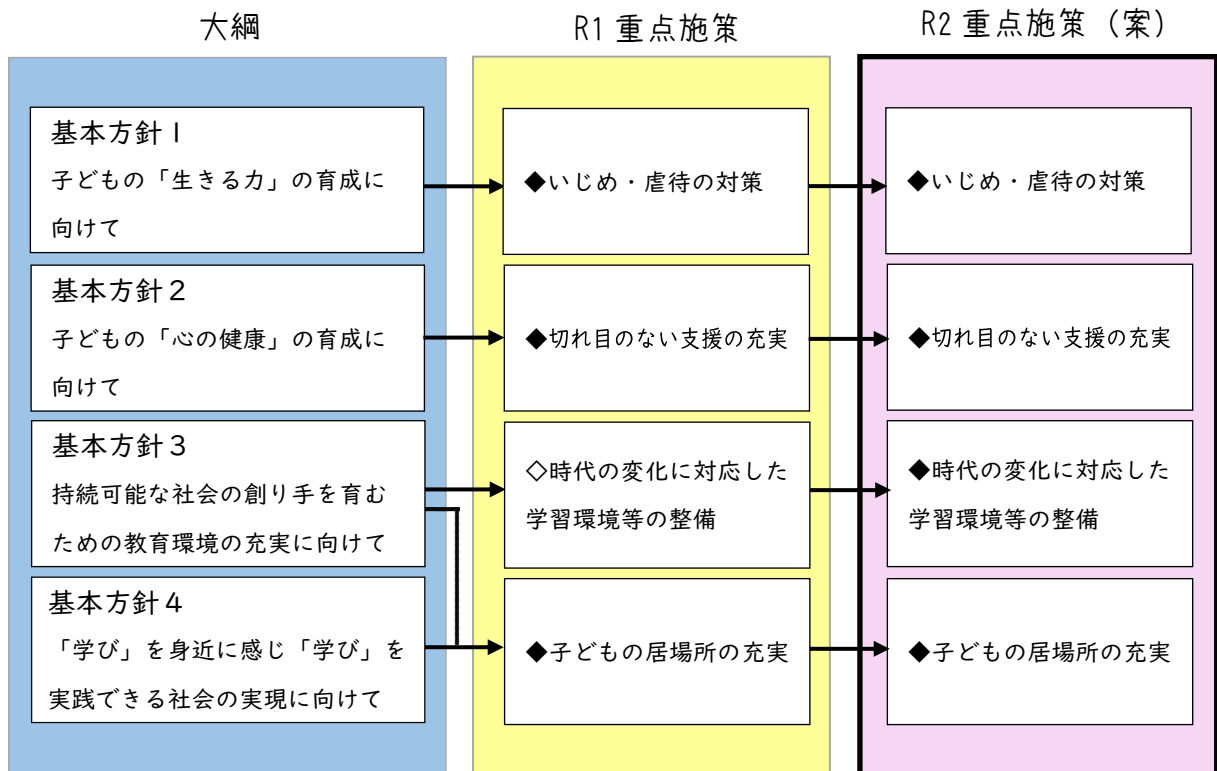 大綱
基本方針1
子どもの「生きる力」の育成に
向けて
基本方針2
子どもの「心の健康」の育成に
向けて
基本方針3
持続可能な社会の創り手を育む
ための教育環境の充実に向けて
基本方針4
「学び」を身近に感じ「学び」を
実践できる社会の実現に向けて
R1 重点施策
◆いじめ・虐待の対策
◆切れ目のない支援の充実
◇時代の変化に対応した
学習環境等の整備
◆子どもの居場所の充実
R2 重点施策（案）
◆いじめ・虐待の対策
◆切れ目のない支援の充実
◆時代の変化に対応した
学習環境等の整備
◆子どもの居場所の充実